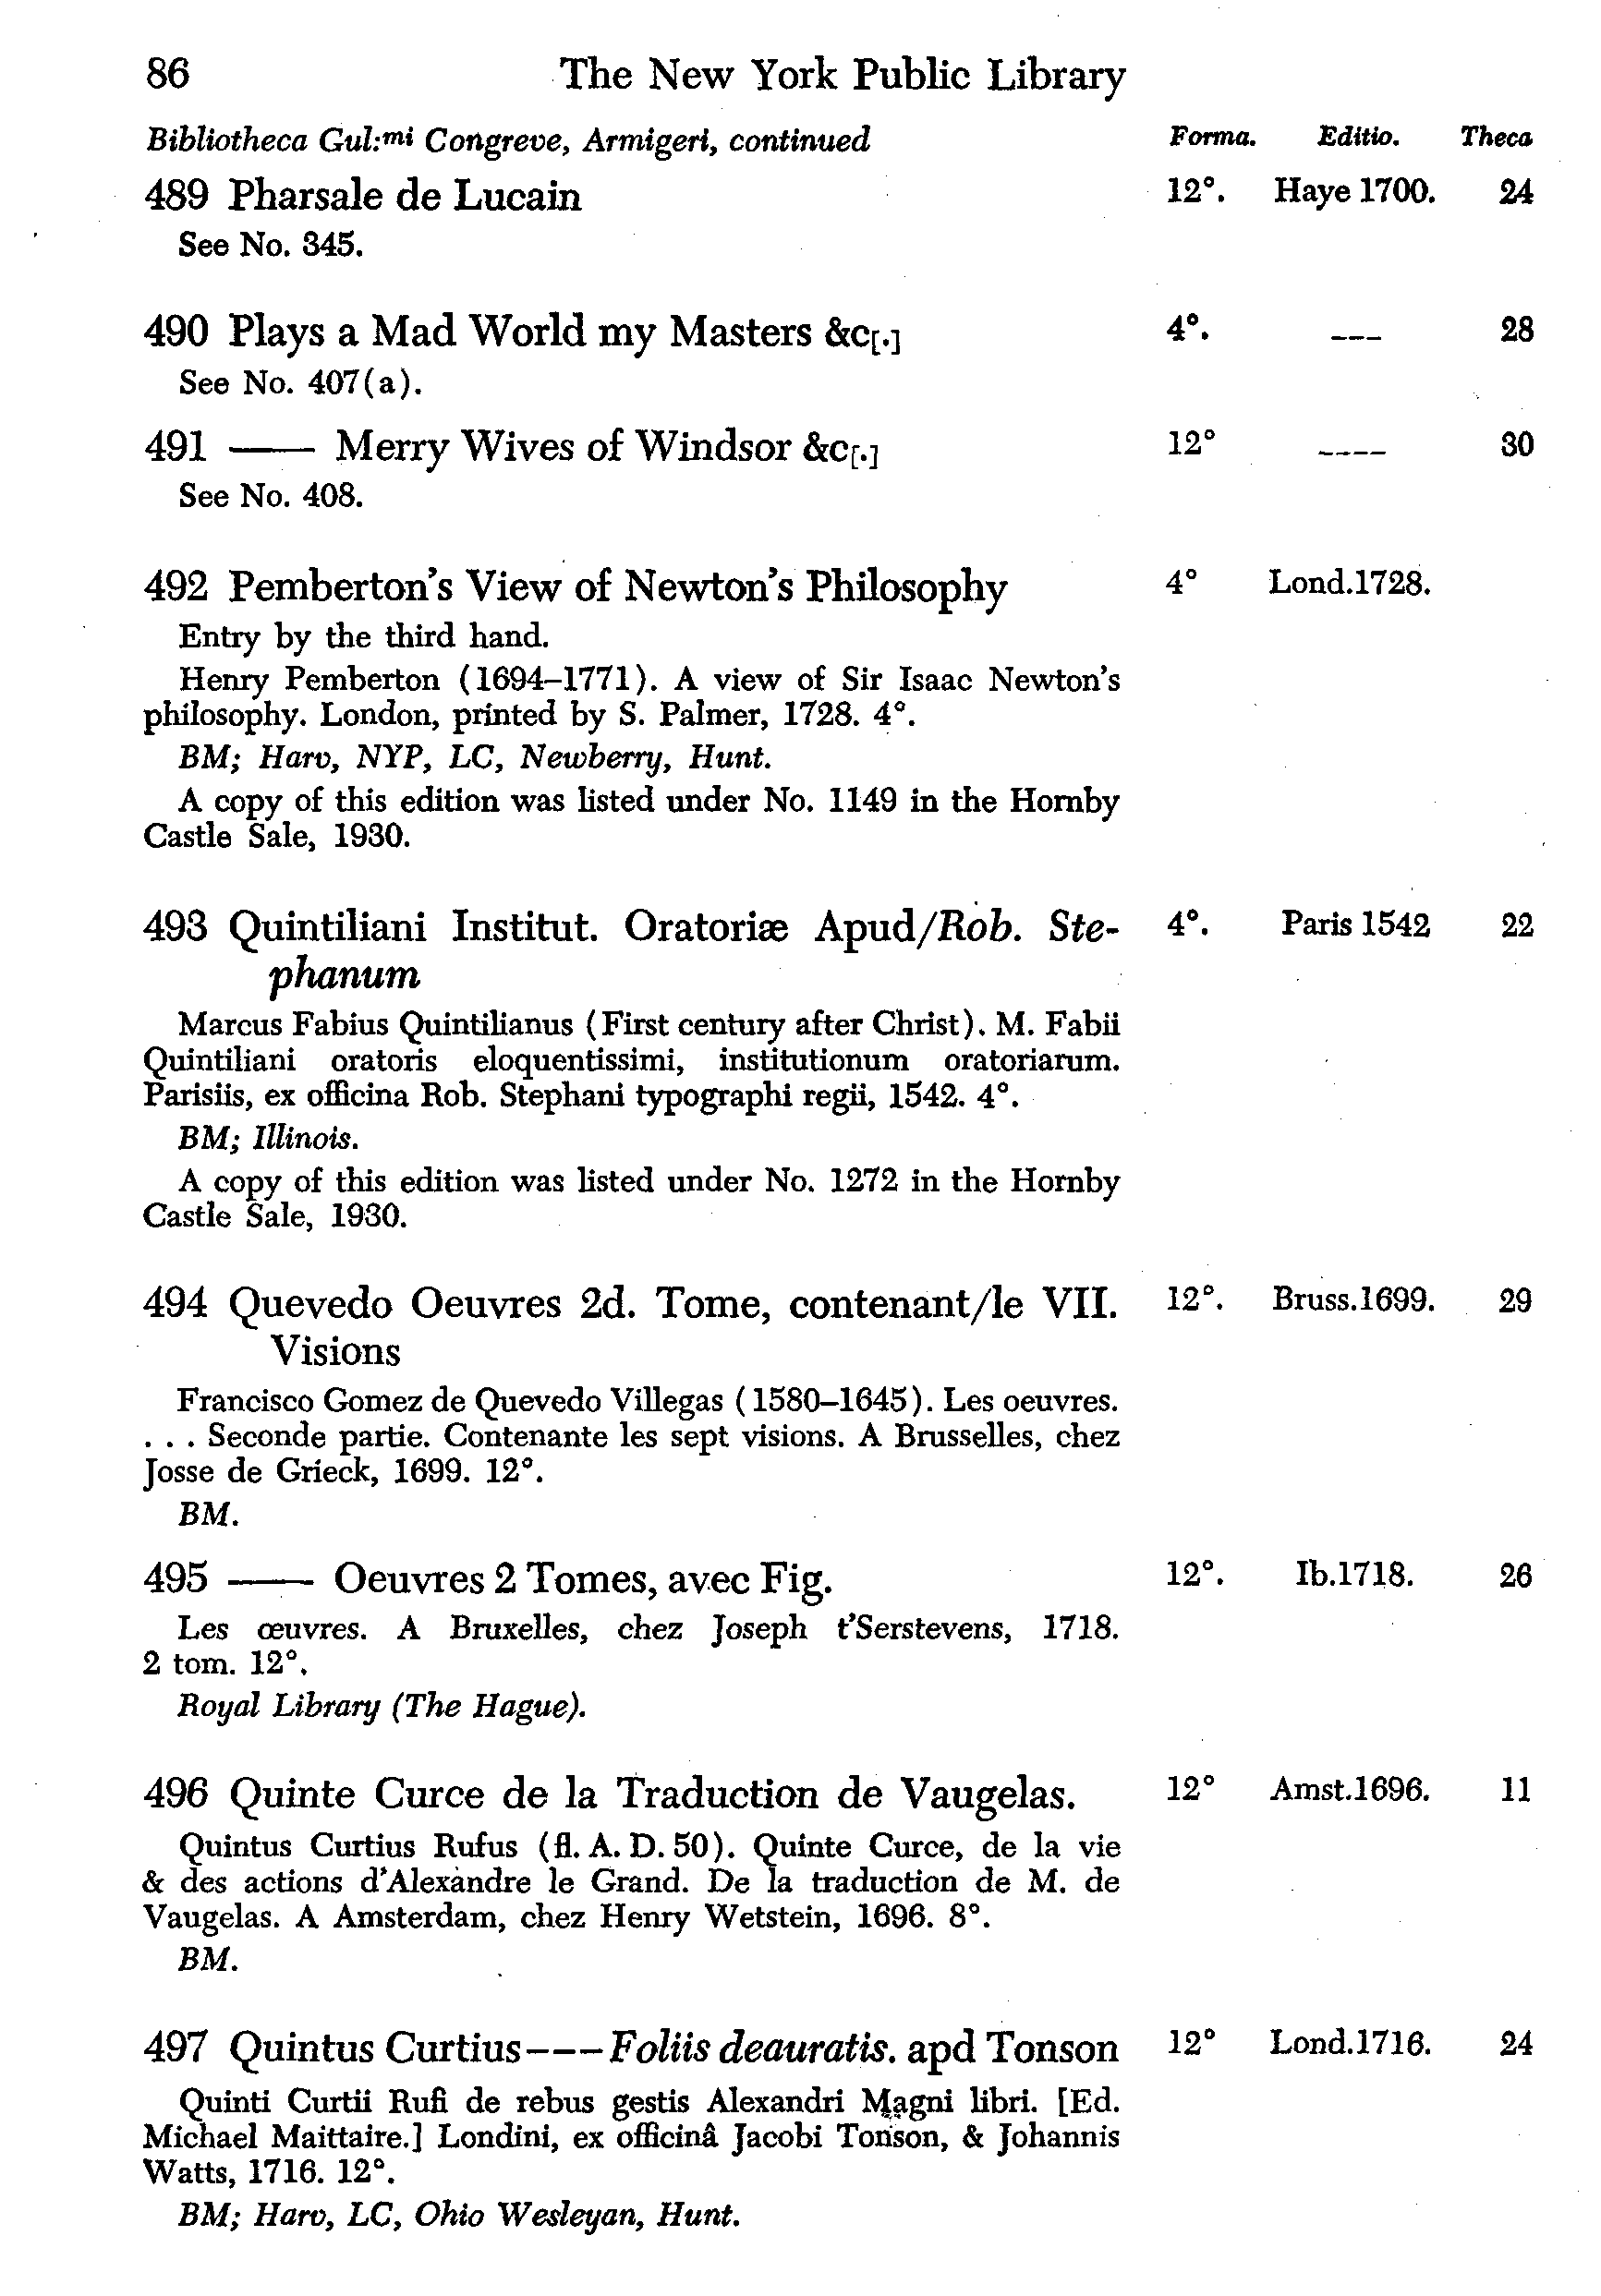 86 The New York Public Library
Bibliotheca Gul:mi Congreve, Armigeri, continued Forma. Editio. Theca
489 Pharsale de Lucain 12°. Haye 1700. 24
See No. 345.
490 Plays a Mad World my Masters &c[.] 4°. --- 28
See No. 407(a).
491 —— Merry Wives of Windsor &c[.] 12° ---- 30
See No. 408.
492 Pemberton's View of Newton's Philosophy 4° Lond.1728.
Entry by the third hand.
Henry Pemberton (1694–1771). A view of Sir Isaac Newton's
philosophy. London, printed by S. Palmer, 1728. 4°.
BM; Harv, NYP, LC, Newberry, Hunt.
A copy of this edition was listed under No. 1149 in the Hornby
Castle Sale, 1930.
493 Quintiliani Institut. Oratoriæ Apud/Rob. Ste- 4°. Paris 1542 22
phanum
Marcus Fabius Quintilianus (First century after Christ). M. Fabii
Quintiliani oratoris eloquentissimi, institutionum oratoriarum.
Parisiis, ex officina Rob. Stephani typographi regii, 1542. 4°.
BM; Illinois.
A copy of this edition was listed under No. 1272 in the Hornby
Castle Sale, 1930.
494 Quevedo Oeuvres 2d. Tome, contenant/le VII. 12°. Bruss.1699. 29
Visions
Francisco Gomez de Quevedo Villegas (1580–1645). Les oeuvres.
. . . Seconde partie. Contenante les sept visions. A Brusselles, chez
Josse de Grieck, 1699. 12°.
BM.
495 —— Oeuvres 2 Tomes, avec Fig. 12°. Ib.1718. 26
Les œuvres. A Bruxelles, chez Joseph t'Serstevens, 1718.
2 tom. 12°.
Royal Library (The Hague).
496 Quinte Curce de la Traduction de Vaugelas. 12° Amst.1696. 11
Quintus Curtius Rufus (fl. A. D. 50). Quinte Curce, de la vie
& des actions d'Alexandre le Grand. De la traduction de M. de
Vaugelas. A Amsterdam, chez Henry Wetstein, 1696. 8°.
BM.
497 Quintus Curtius---Foliis deauratis. apd Tonson 12° Lond.1716. 24
Quinti Curtii Rufi de rebus gestis Alexandri Magni libri. [Ed.
Michael Maittaire.] Londini, ex officinâ Jacobi Tonson, & Johannis
Watts, 1716. 12°.
BM; Harv, LC, Ohio Wesleyan, Hunt.